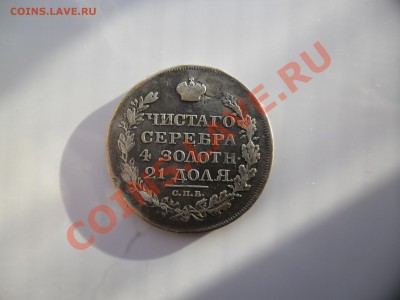 COINS.LAVE.RU
ЧИСТАГО
СЕРЕБРА
4 ЗОЛОТН.
21 ДОЛЯ.
С.П.Б.
COINS.LAVE.RU